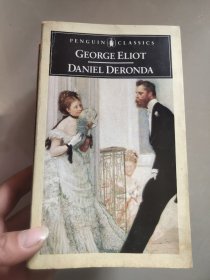 PENGUIN CLASSICS
GEORGE ELIOT
DANIEL DERONDA